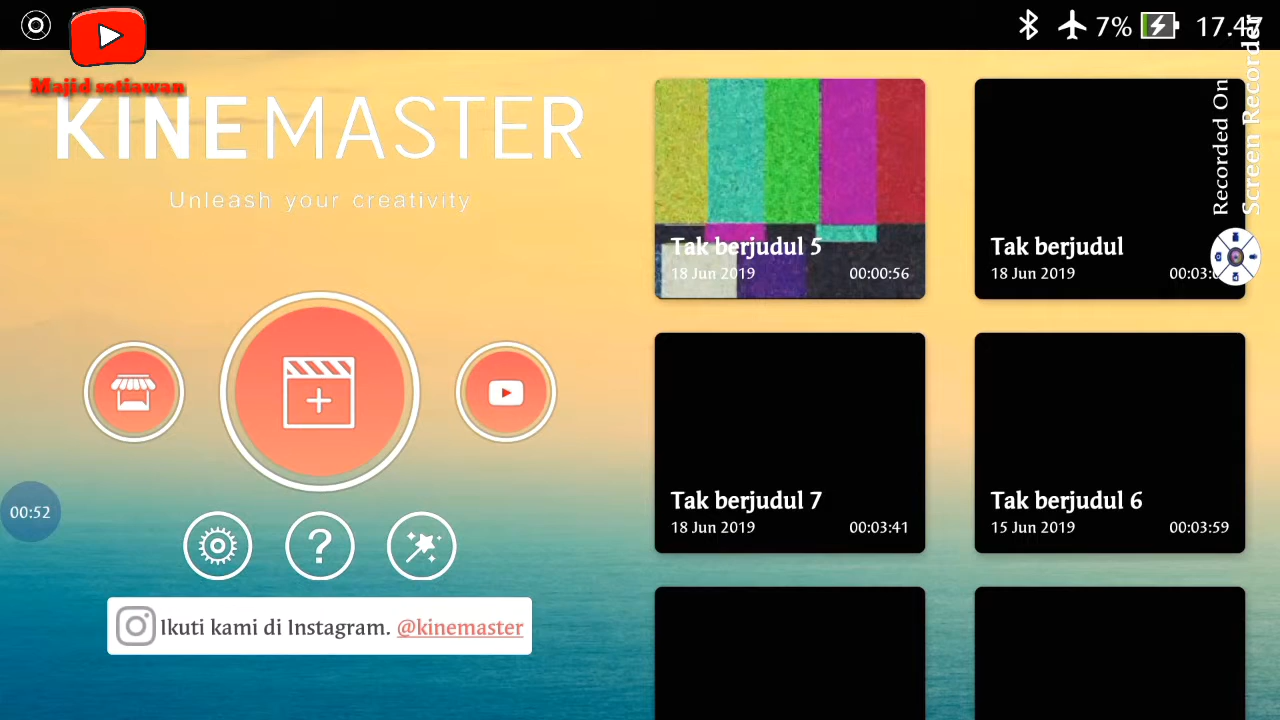 7%
17.47
Majid setiawan
KINEMASTER
Unleash your creativity
Recorded On
Screen Recorder
Tak berjudul 5
18 Jun 2019
00:00:56
Tak berjudul
18 Jun 2019
Tak berjudul 7
18 Jun 2019
00:03:41
Tak berjudul 6
15 Jun 2019
00:03:59
00:52
Ikuti kami di Instagram. @kinemaster